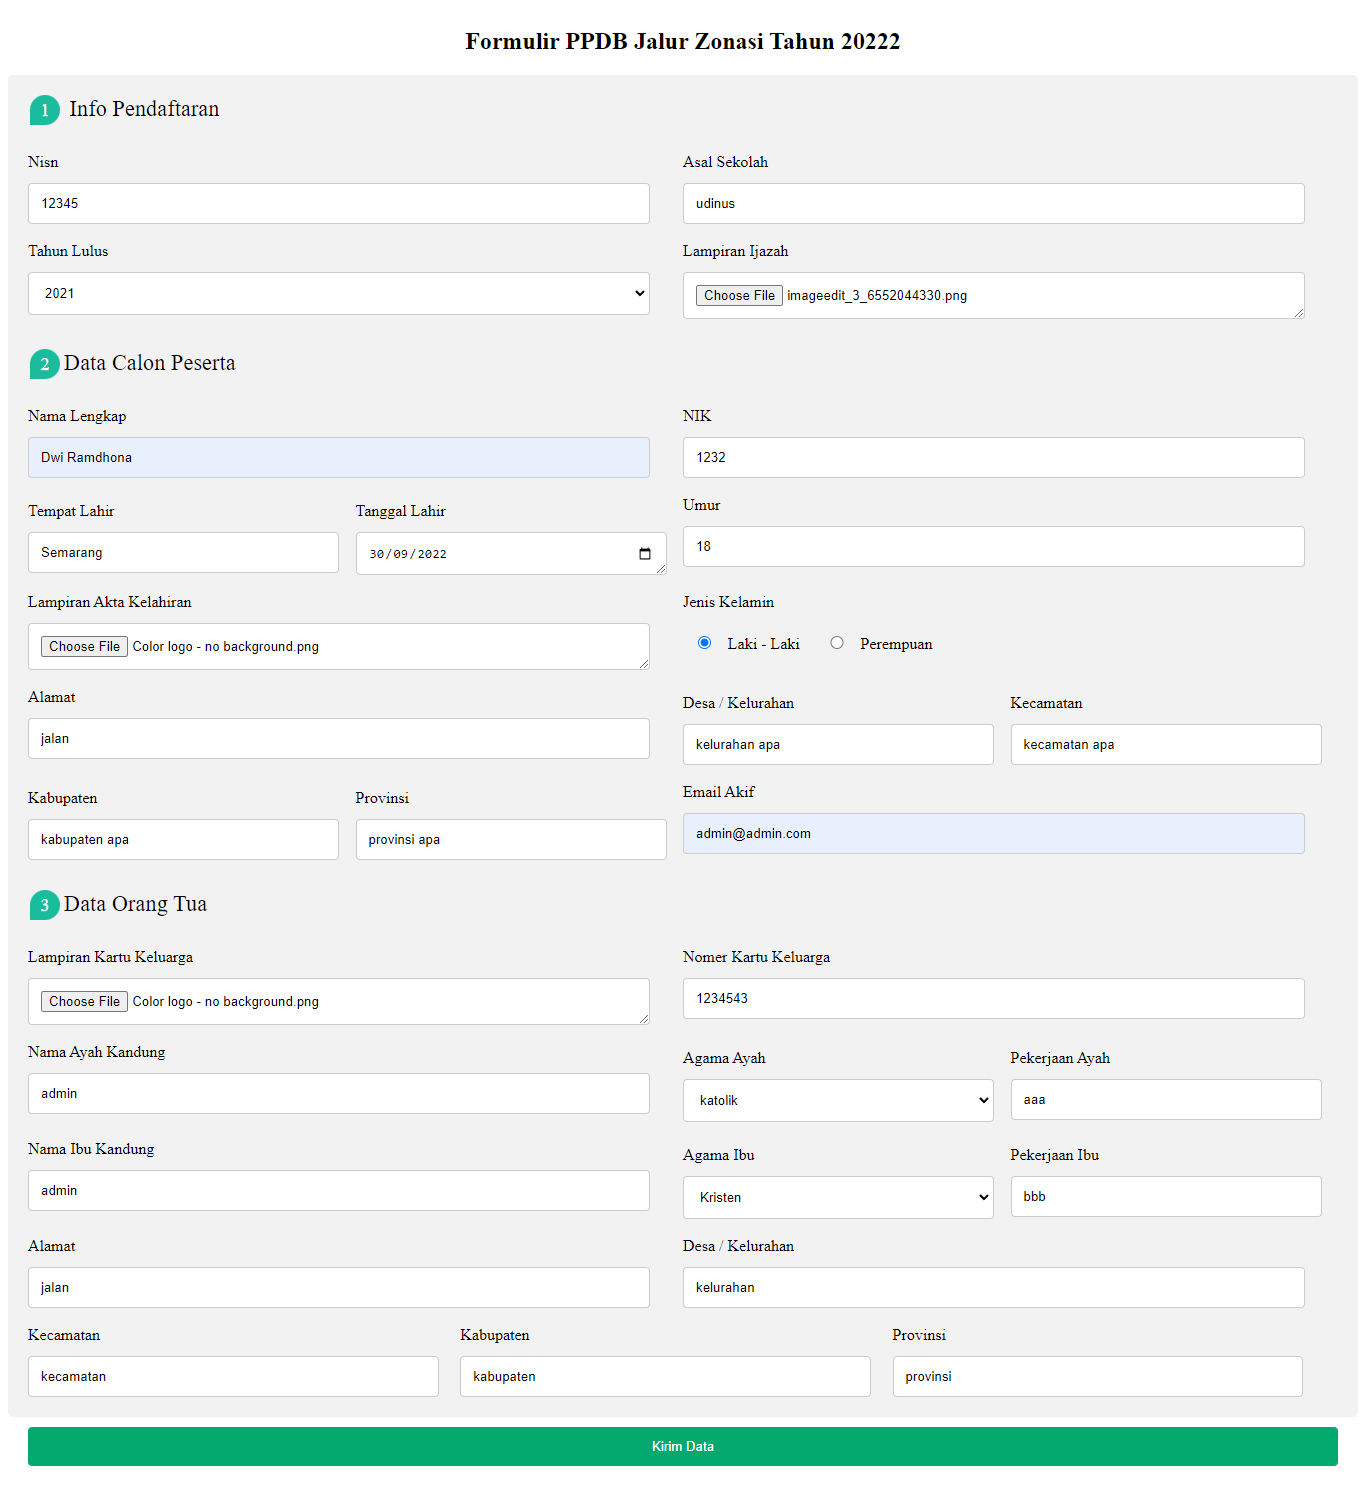 Formulir PPDB Jalur Zonasi Tahun 20222
1 Info Pendaftaran
Nisn Asal Sekolah
12345 udinus
Tahun Lulus Lampiran Ijazah
2021 Choose File imageedit_3_6552044330.png
2 Data Calon Peserta
Nama Lengkap NIK
Dwi Ramdhona 1232
Tempat Lahir Tanggal Lahir Umur
Semarang 30/09/2022 18
Lampiran Akta Kelahiran Jenis Kelamin
Choose File Color logo - no background.png Laki - Laki Perempuan
Alamat Desa / Kelurahan Kecamatan
jalan kelurahan apa kecamatan apa
Kabupaten Provinsi Email Akif
kabupaten apa provinsi apa admin@admin.com
3 Data Orang Tua
Lampiran Kartu Keluarga Nomer Kartu Keluarga
Choose File Color logo - no background.png 1234543
Nama Ayah Kandung Agama Ayah Pekerjaan Ayah
admin katolik aaa
Nama Ibu Kandung Agama Ibu Pekerjaan Ibu
admin Kristen bbb
Alamat Desa / Kelurahan
jalan kelurahan
Kecamatan Kabupaten Provinsi
kecamatan kabupaten provinsi
Kirim Data